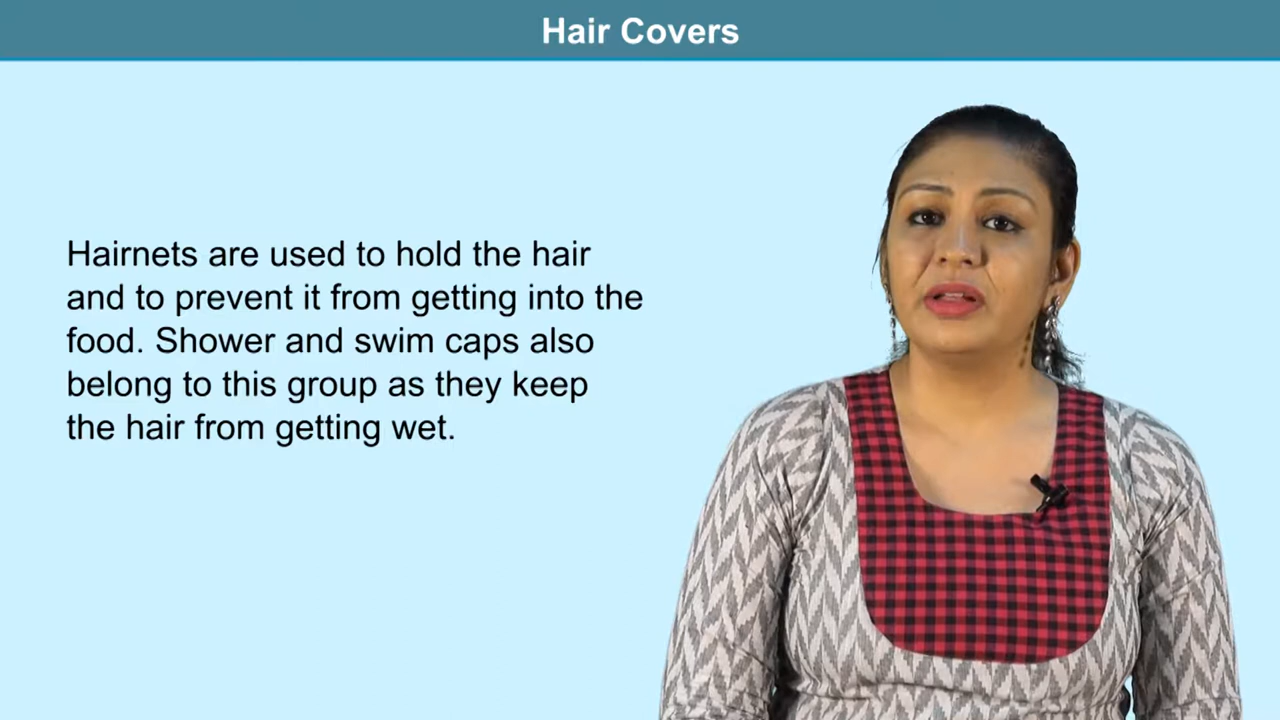 Hair Covers
Hairnets are used to hold the hair
and to prevent it from getting into the
food. Shower and swim caps also
belong to this group as they keep
the hair from getting wet.